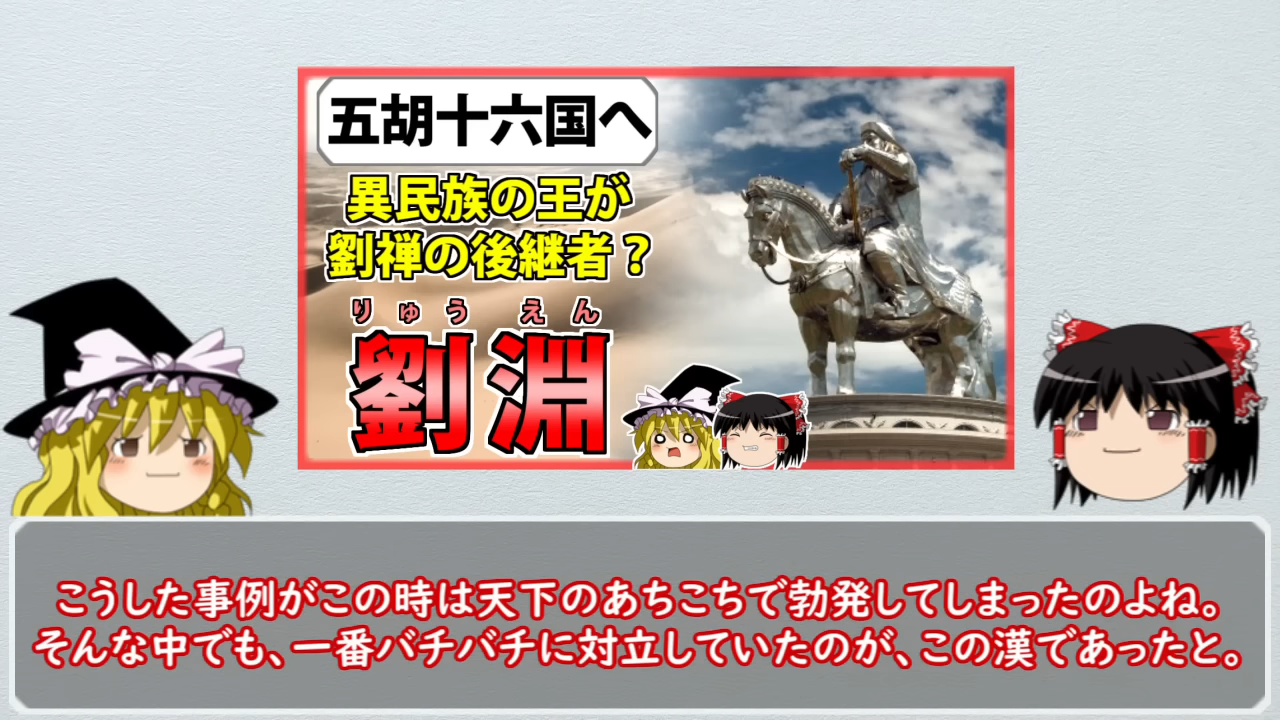 五胡十六国へ
異民族の王が
劉禅の後継者?
りゅう えん
劉淵
こうした事例がこの時は天下のあちこちで勃発してしまったのよね。
そんな中でも、一番バチバチに対立していたのが、この漢であったと。